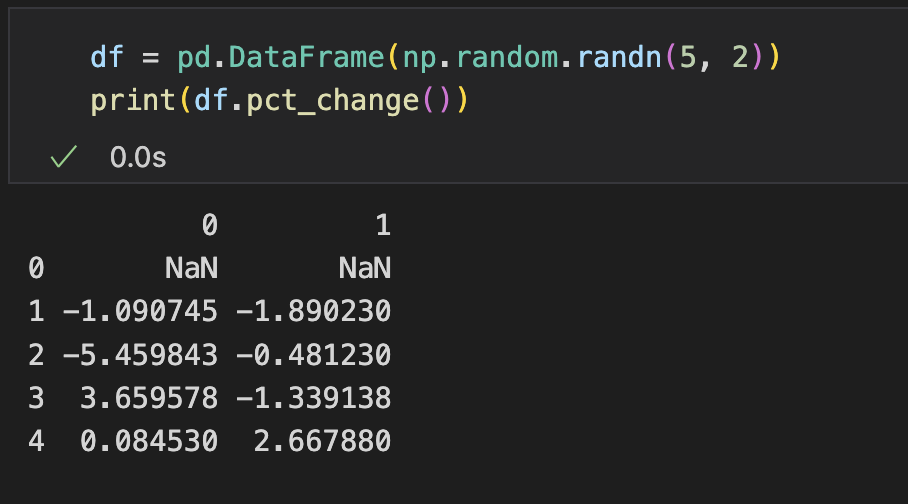 df = pd.DataFrame(np.random.randn(5, 2))
print(df.pct_change())
0.0s
0 1
0 NaN NaN
1 -1.090745 -1.890230
2 -5.459843 -0.481230
3 3.659578 -1.339138
4 0.084530 2.667880